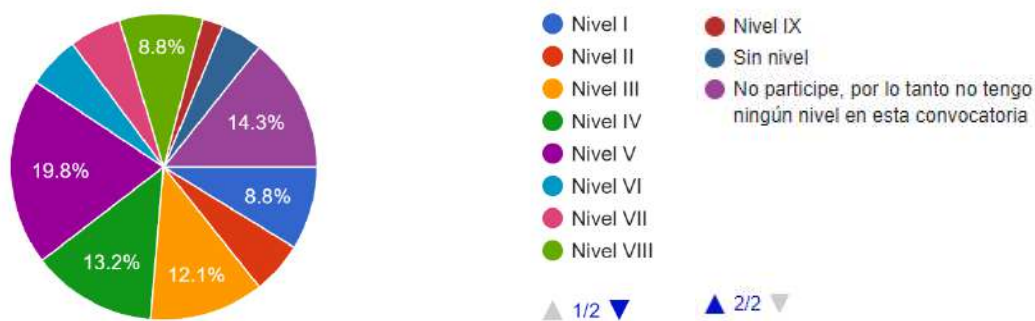 8.8%
14.3%
19.8%
8.8%
13.2%
12.1%
Nivel I
Nivel II
Nivel III
Nivel IV
Nivel V
Nivel VI
Nivel VII
Nivel VIII
1/2
Nivel IX
Sin nivel
No participe, por lo tanto no tengo
ningún nivel en esta convocatoria
2/2